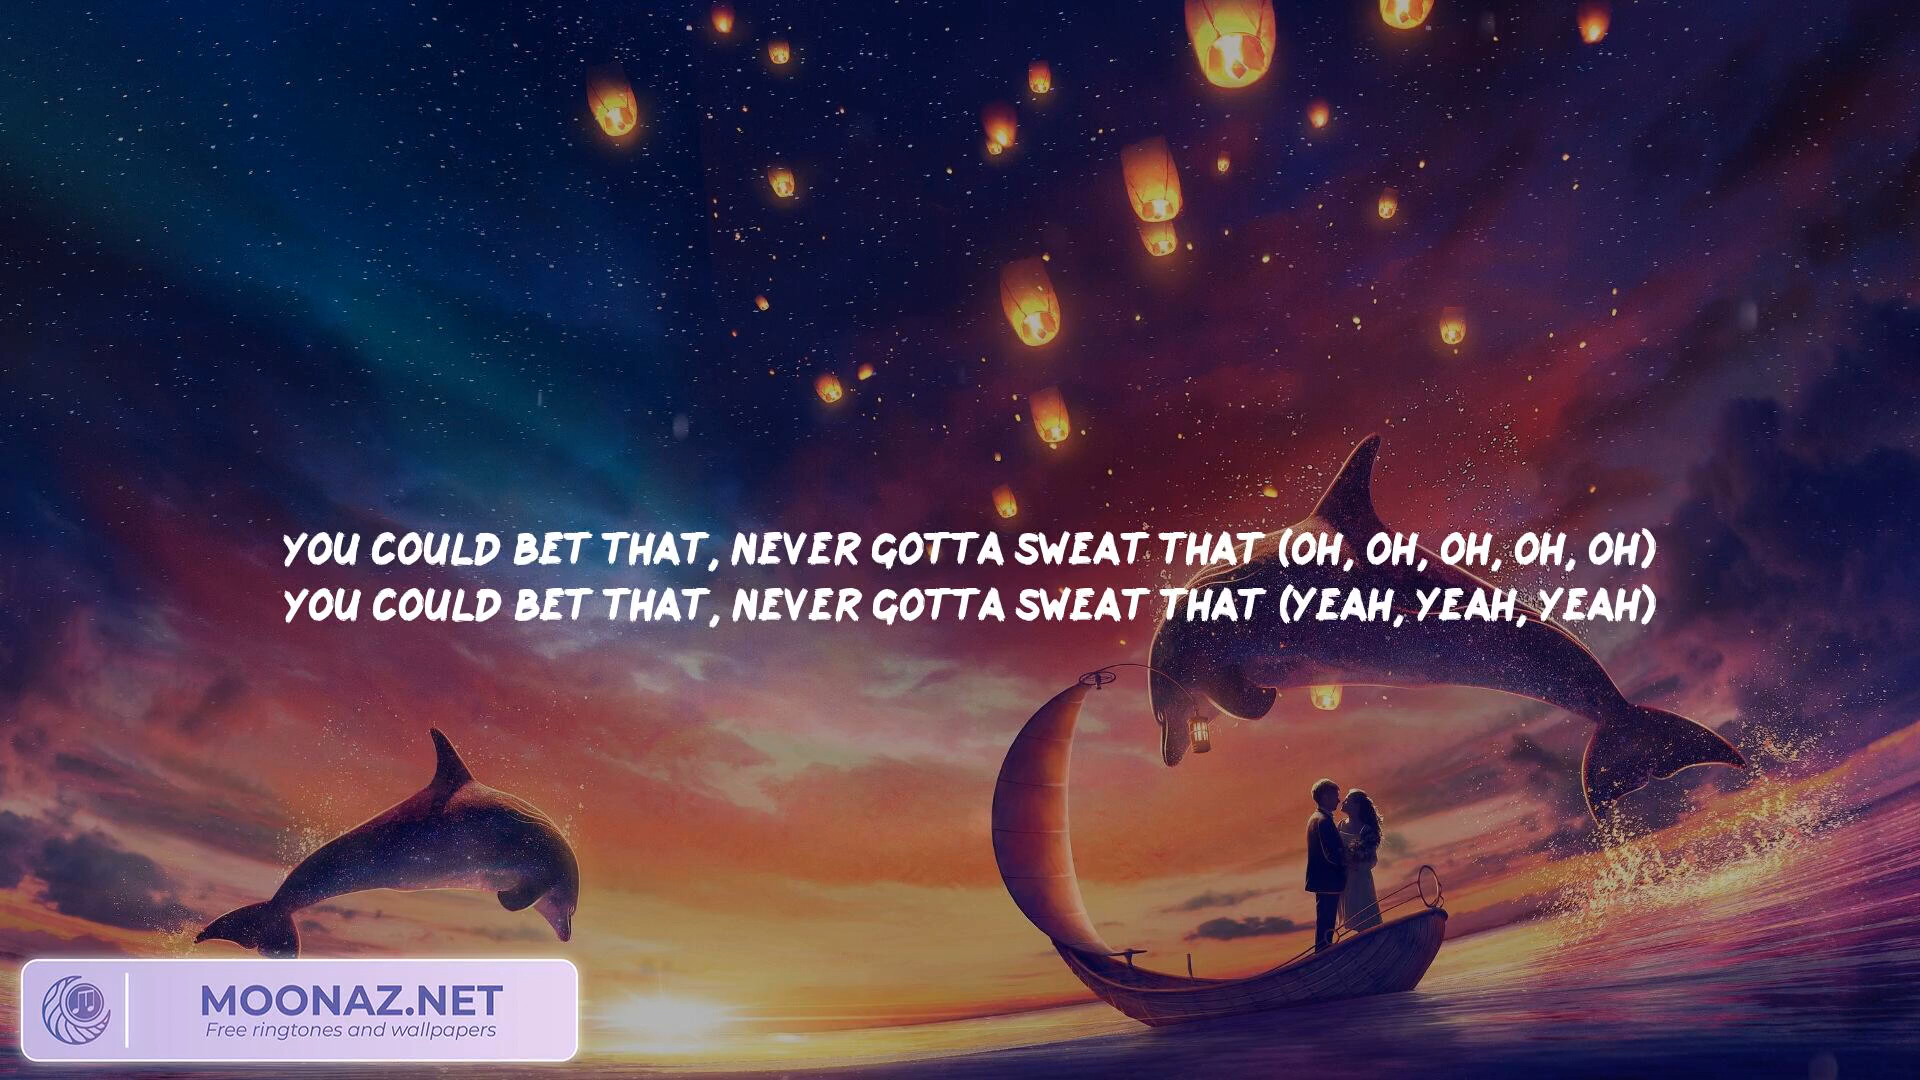 YOU COULD BET THAT, NEVER GOTTA SWEAT THAT (OH, OH, OH, OH, OH)
YOU COULD BET THAT, NEVER GOTTA SWEAT THAT (YEAH, YEAH, YEAH)
MOONAZ.NET
Free ringtones and wallpapers